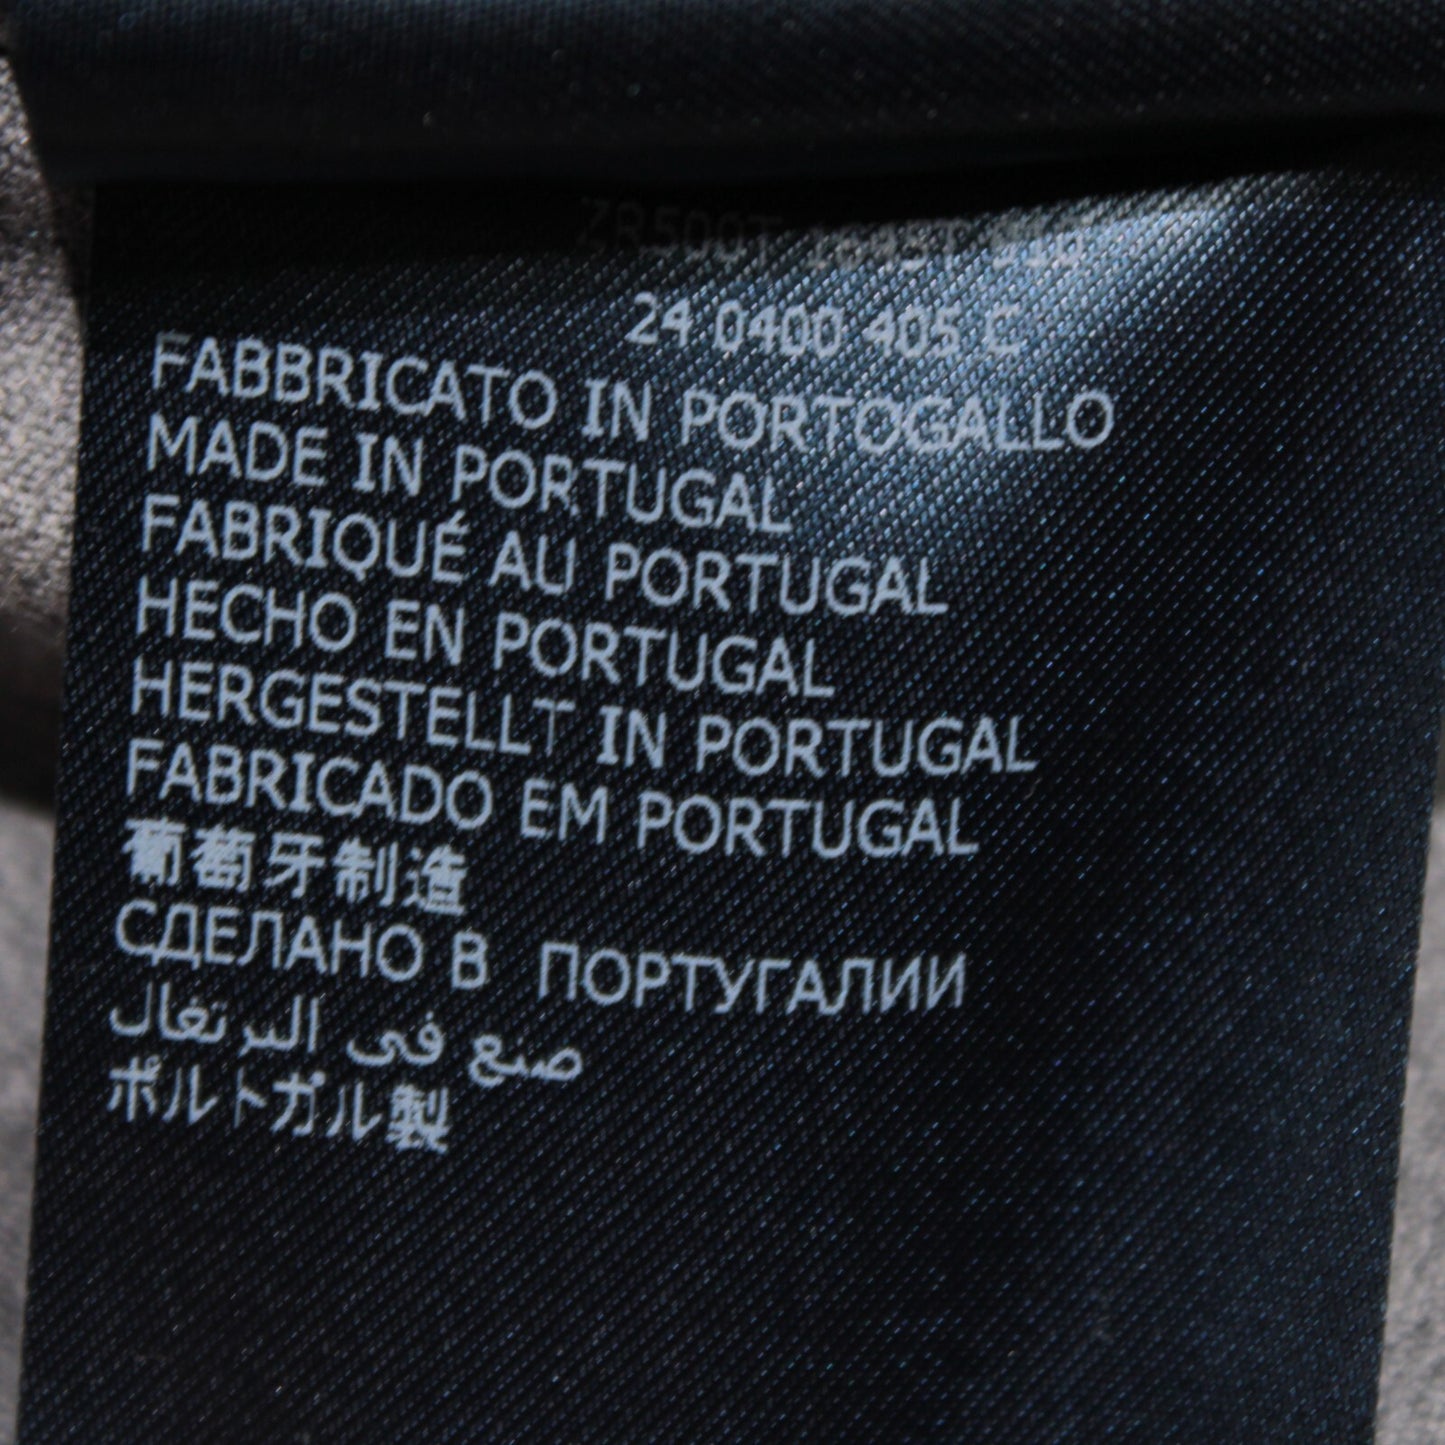 24 0400 405 C
FABBRICATO IN PORTOGALLO
MADE IN PORTUGAL
FABRIQUÉ AU PORTUGAL
HECHO EN PORTUGAL
HERGESTELLT IN PORTUGAL
FABRICADO EM PORTUGAL
葡萄牙制造
СДЕЛАНО В ПОРТУГАЛИИ
صنع في البرتغال
ポルトガル製